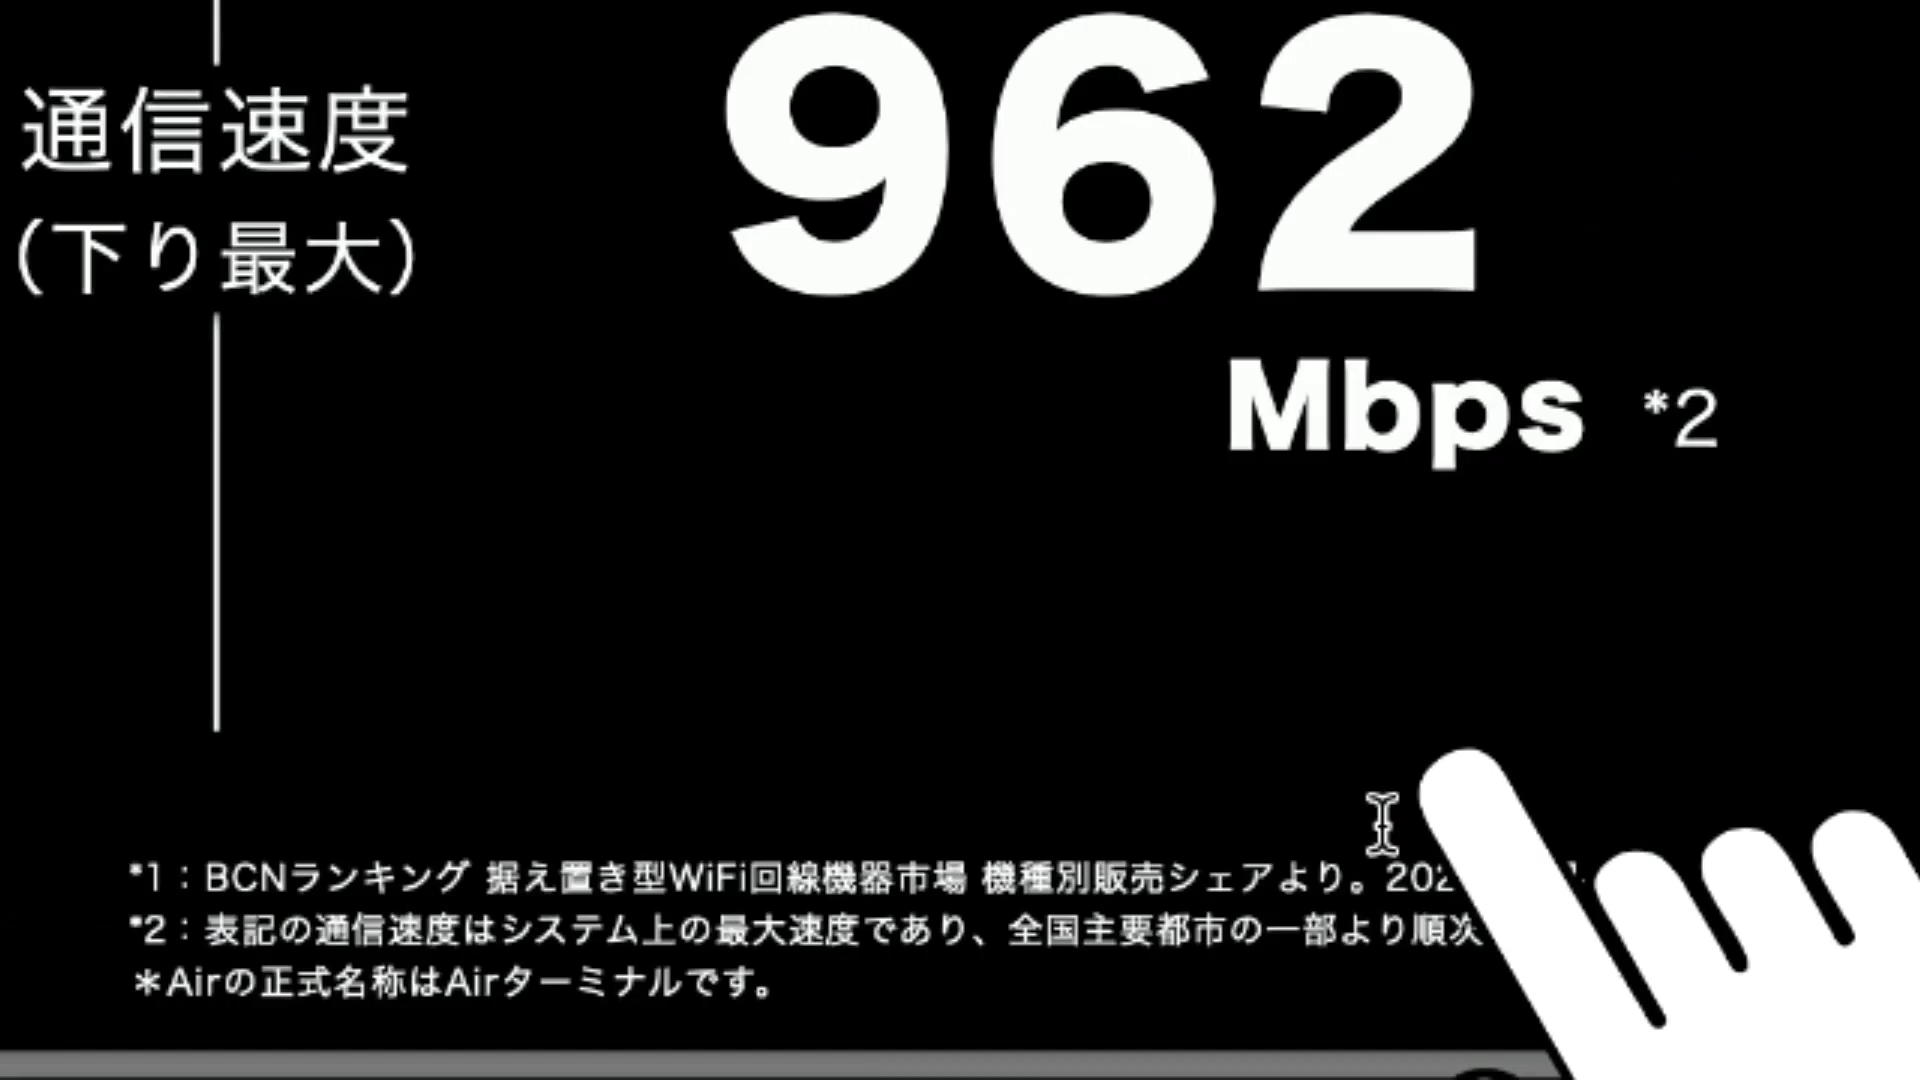 通信速度
（下り最大）
962
Mbps *2
*1：BCNランキング 据え置き型WiFi回線機器市場 機種別販売シェアより。202
*2：表記の通信速度はシステム上の最大速度であり、全国主要都市の一部より順次
＊Airの正式名称はAirターミナルです。